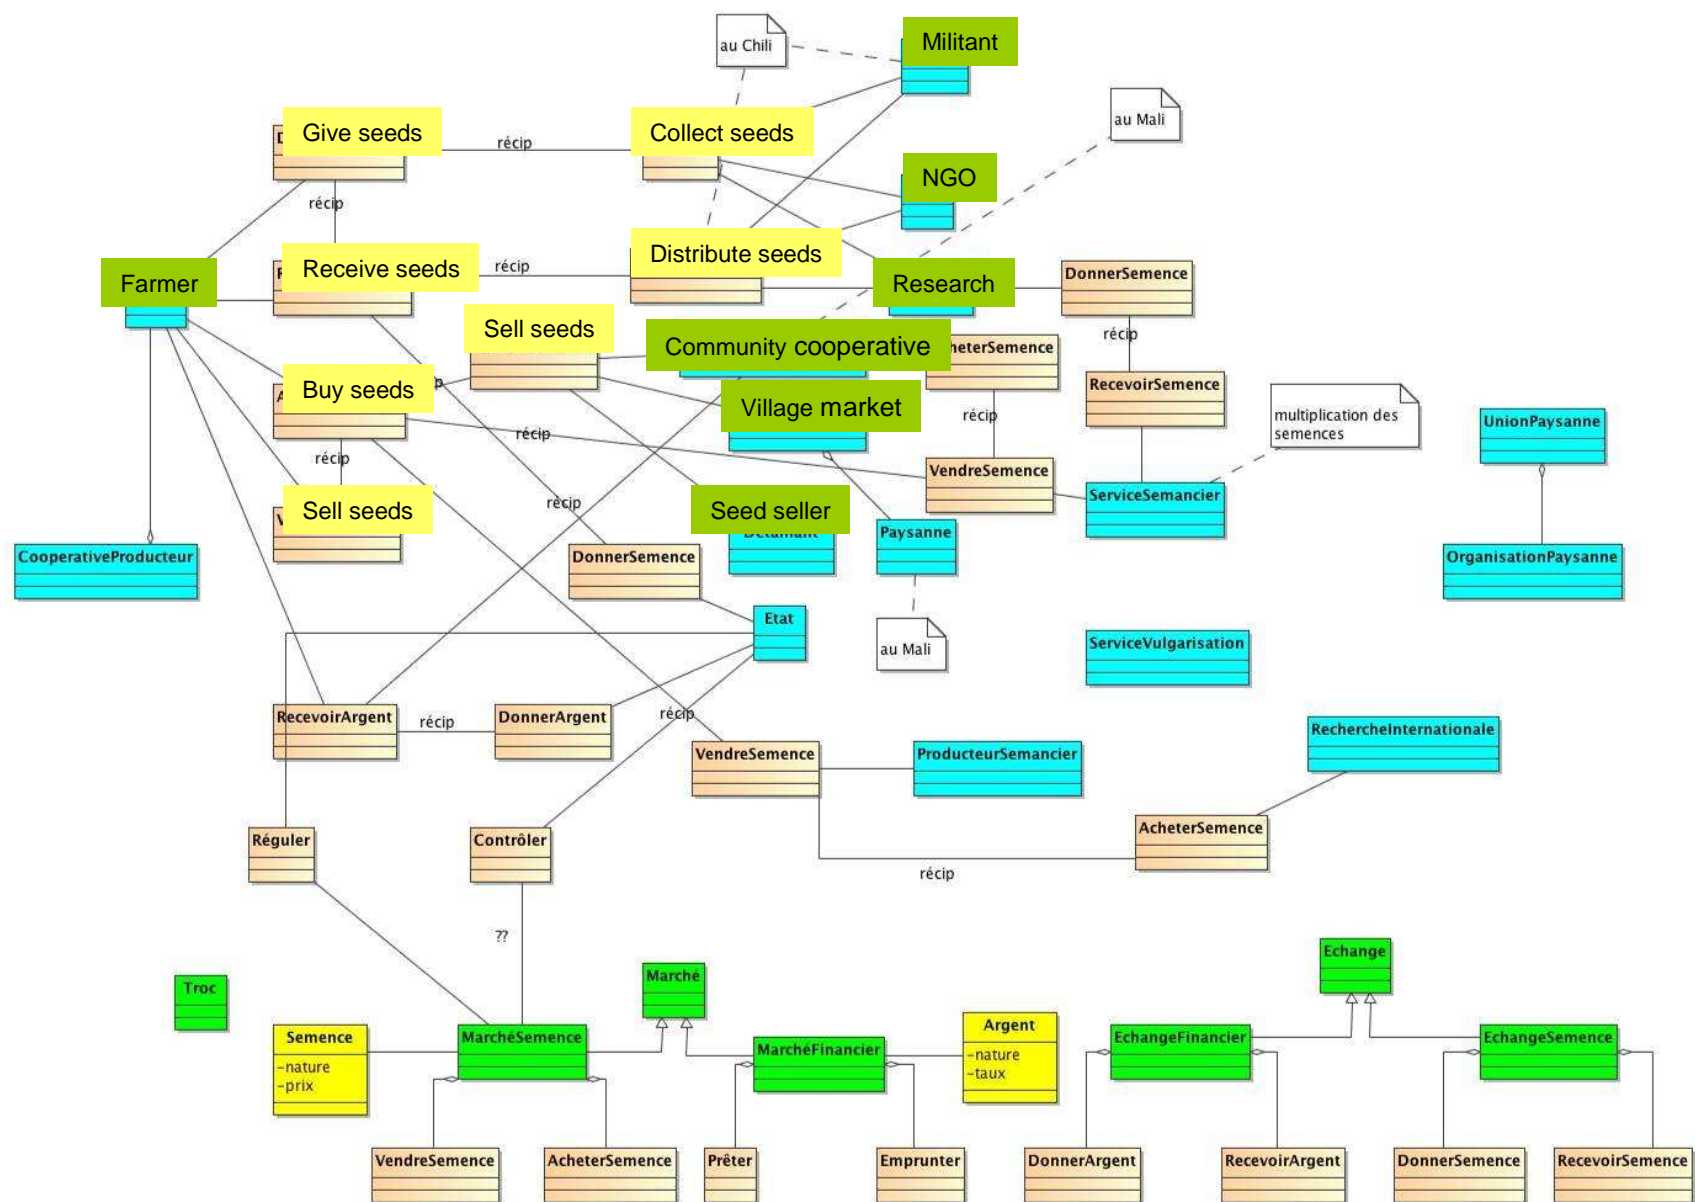 au Chili
Militant
au Mali
D
Give seeds
récip
Collect seeds
NGO
récip
R
Receive seeds
récip
Distribute seeds
DonnerSemence
Farmer
Research
récip
Sell seeds
Community cooperative
cheterSemence
RecevoirSemence
A
Buy seeds
Village market
récip
multiplication des
semences
UnionPaysanne
récip
récip
VendreSemence
ServiceSemancier
V
Sell seeds
récip
Seed seller
Détaillant
Paysanne
CooperativeProducteur
DonnerSemence
OrganisationPaysanne
Etat
au Mali
ServiceVulgarisation
RecevoirArgent
récip
DonnerArgent
récip
VendreSemence
ProducteurSemancier
RechercheInternationale
Réguler
Contrôler
AcheterSemence
récip
??
Troc
Marché
Echange
Semence
-nature
-prix
MarchéSemence
MarchéFinancier
Argent
-nature
-taux
EchangeFinancier
EchangeSemence
VendreSemence
AcheterSemence
Prêter
Emprunter
DonnerArgent
RecevoirArgent
DonnerSemence
RecevoirSemence